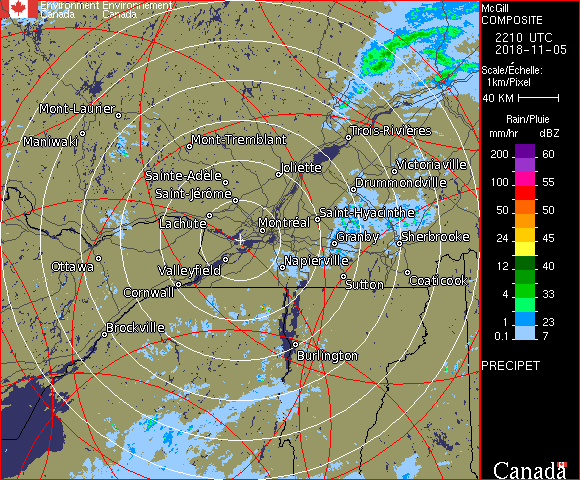 Environment Environnement
Canada Canada
McGill
COMPOSITE
2210 UTC
2018-11-05
Scale/Échelle:
1km/Pixel
40 KM
Rain/Pluie
mm/hr dBZ
200 60
100 55
50 50
24 45
12 40
4 33
1 23
0.1 7
PRECIPET
Canada
Mont-Laurier
Maniwaki
Mont-Tremblant
Trois-Rivières
Joliette
Victoriaville
Sainte-Adèle
Drummondville
Saint-Jérôme
Saint-Hyacinthe
Lachute
Montréal
Granby
Sherbrooke
Ottawa
Valleyfield
Napierville
Cornwall
Sutton
Coaticook
Brockville
Burlington